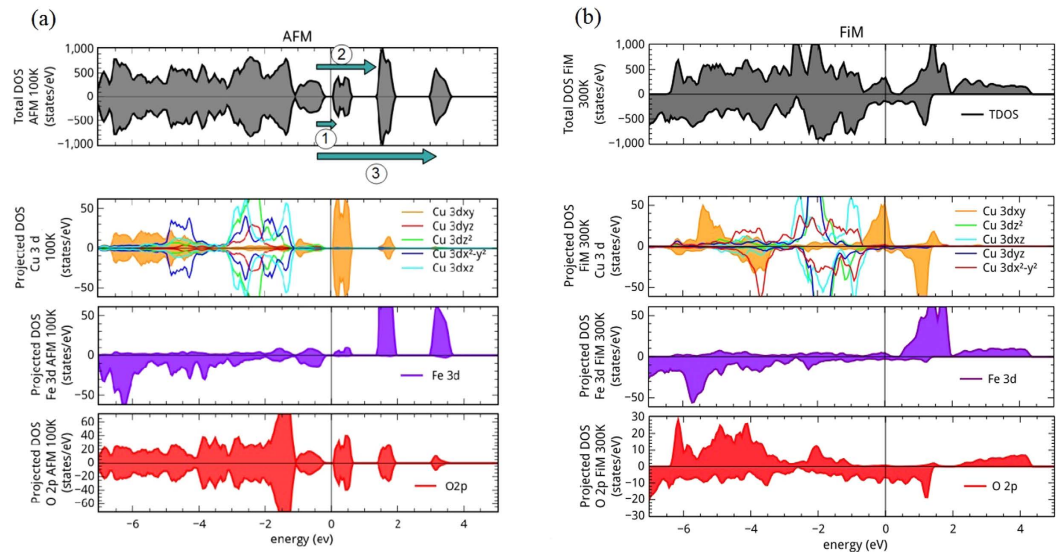 (a)
AFM
Total DOS
AFM 100K
(states/eV)
1,000
500
0
−500
−1,000
2
1
3
Projected DOS
Cu 3 d
100K
(states/eV)
50
0
−50
Cu 3dxy
Cu 3dyz
Cu 3dz²
Cu 3dx²-y²
Cu 3dxz
Projected DOS
Fe 3d AFM 100K
(states/eV)
50
0
−50
Fe 3d
Projected DOS
O 2p AFM 100K
(states/eV)
60
40
20
0
−20
−40
−60
O2p
−6
−4
−2
0
2
4
energy (ev)
(b)
FiM
Total DOS FiM
300K
(states/eV)
1,000
500
0
−500
−1,000
TDOS
Projected DOS
FiM 300K
Cu 3 d
(states/eV)
50
0
−50
Cu 3dxy
Cu 3dz²
Cu 3dxz
Cu 3dyz
Cu 3dx²-y²
Projected DOS
Fe 3d FiM 300K
(states/eV)
50
0
−50
Fe 3d
Projected DOS
O 2p FiM 300K
(states/eV)
30
20
10
0
−10
−20
−30
O 2p
−6
−4
−2
0
2
4
energy (eV)